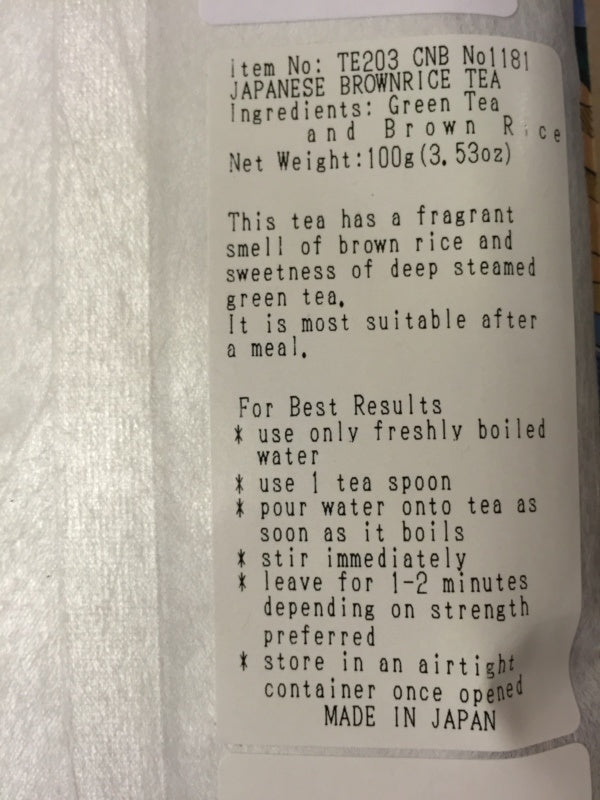 item No: TE203 CNB No1181
JAPANESE BROWNRICE TEA
Ingredients: Green Tea
and Brown Rice
Net Weight:100g(3.53oz)
This tea has a fragrant
smell of brown rice and
sweetness of deep steamed
green tea.
It is most suitable after
a meal.
For Best Results
* use only freshly boiled
water
* use 1 tea spoon
* pour water onto tea as
soon as it boils
* stir immediately
* leave for 1-2 minutes
depending on strength
preferred
* store in an airtight
container once opened
MADE IN JAPAN